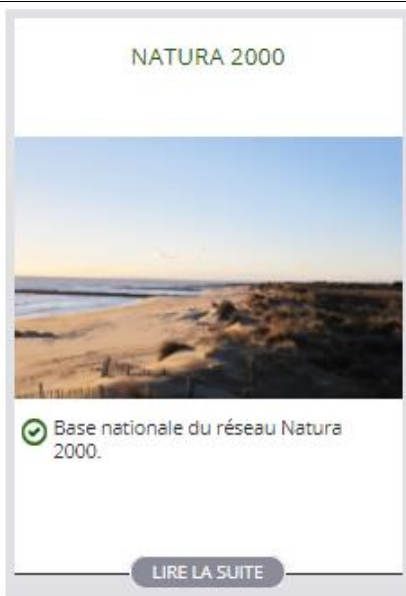 NATURA 2000
Base nationale du réseau Natura
2000.
LIRE LA SUITE